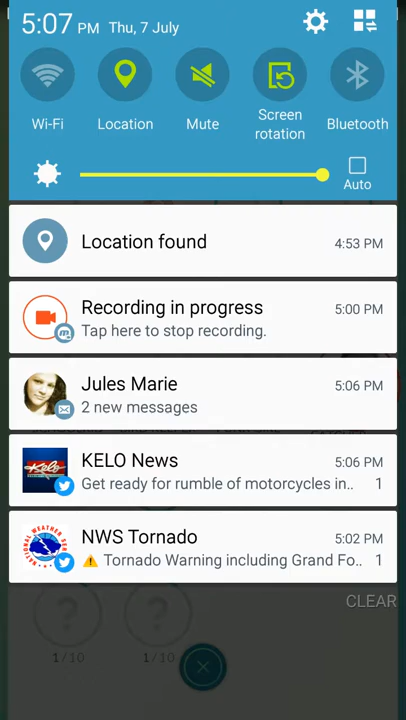 5:07 PM Thu, 7 July
Wi-Fi
Location
Mute
Screen
rotation
Bluetooth
Auto
Location found
4:53 PM
Recording in progress
5:00 PM
Tap here to stop recording.
Jules Marie
5:06 PM
2 new messages
KELO News
5:06 PM
Get ready for rumble of motorcycles in.. 1
NWS Tornado
5:02 PM
⚠ Tornado Warning including Grand Fo.. 1
CLEAR
? ?
1/10 1/10